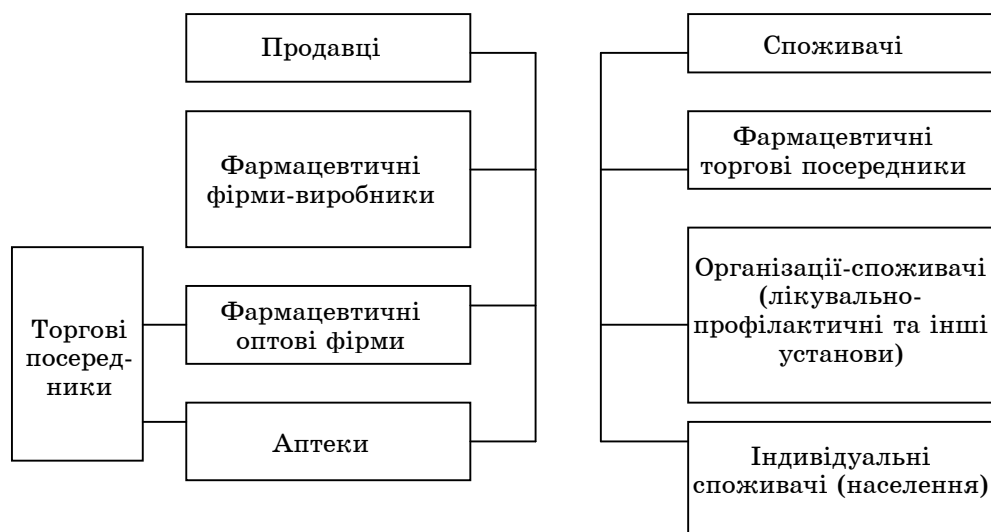 Продавці
Фармацевтичні
фірми-виробники
Торгові
посеред-
ники
Фармацевтичні
оптові фірми
Аптеки
Споживачі
Фармацевтичні
торгові посередники
Організації-споживачі
(лікувально-
профілактичні та інші
установи)
Індивідуальні
споживачі (населення)